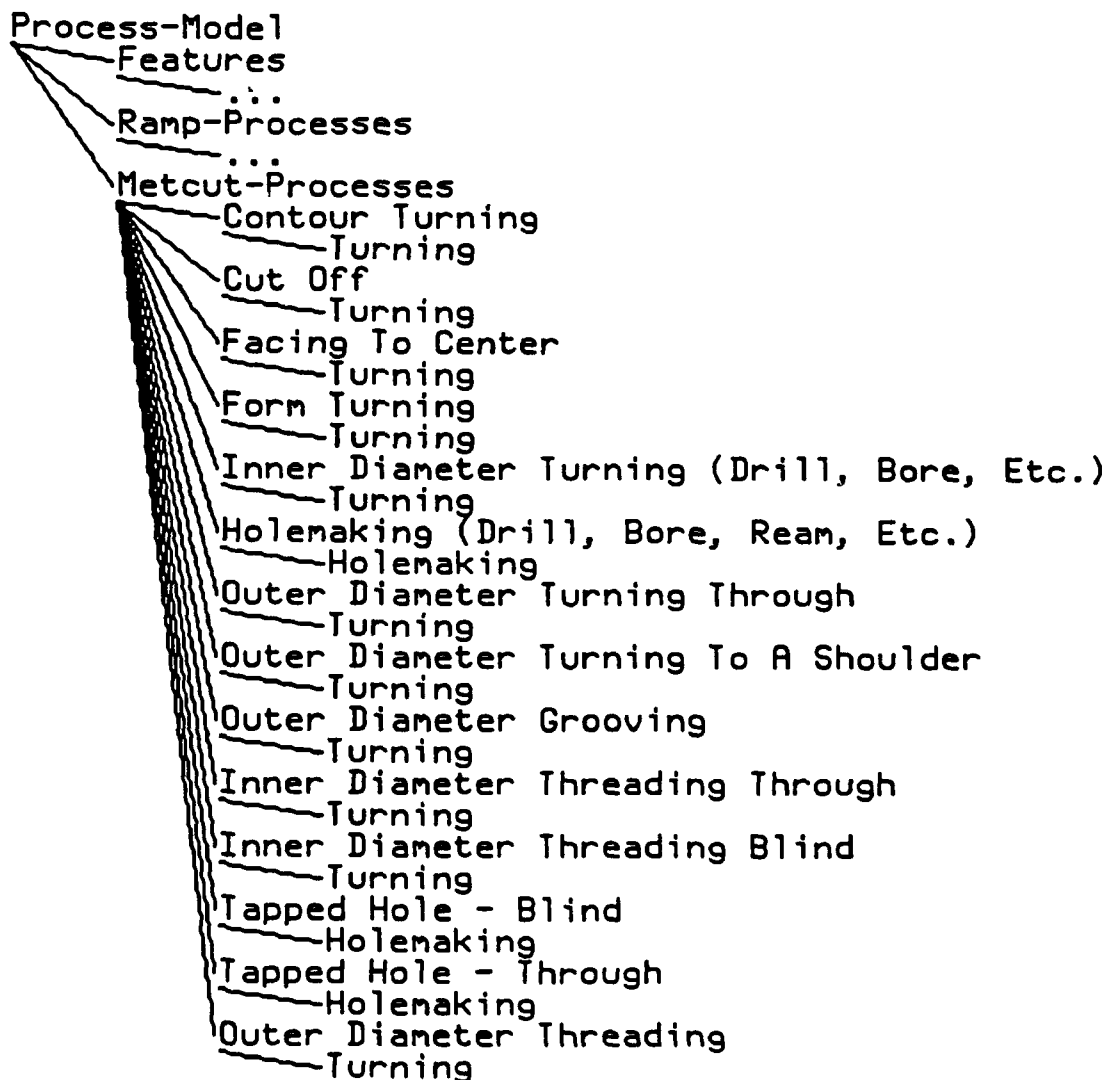 Process-Model
Features
...
Ramp-Processes
...
Metcut-Processes
Contour Turning
Turning
Cut Off
Turning
Facing To Center
Turning
Form Turning
Turning
Inner Diameter Turning (Drill, Bore, Etc.)
Turning
Holemaking (Drill, Bore, Ream, Etc.)
Holemaking
Outer Diameter Turning Through
Turning
Outer Diameter Turning To A Shoulder
Turning
Outer Diameter Grooving
Turning
Inner Diameter Threading Through
Turning
Inner Diameter Threading Blind
Turning
Tapped Hole - Blind
Holemaking
Tapped Hole - Through
Holemaking
Outer Diameter Threading
Turning